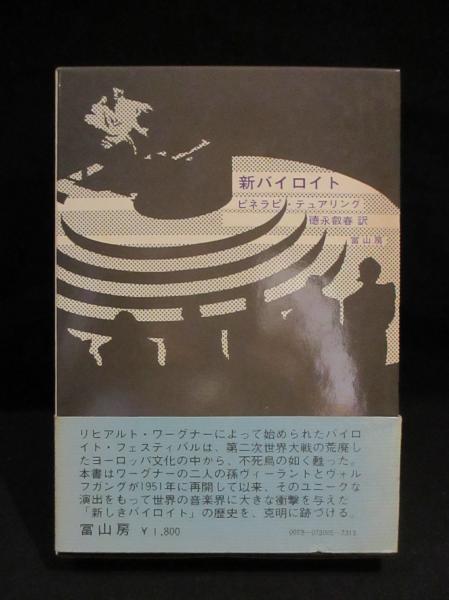 新バイロイト
ピネラピ・テュアリング
徳永叡春 訳
冨山房
リヒアルト・ワーグナーによって始められたバイロ
イト・フェスティバルは、第二次世界大戦の荒廃し
たヨーロッパ文化の中から、不死鳥の如く甦った。
本書はワーグナーの二人の孫ヴィーラントとヴォル
フガングが1951年に再開して以来、そのユニークな
演出をもって世界の音楽界に大きな衝撃を与えた
「新しきバイロイト」の歴史を、克明に跡づける。
冨山房 ¥1,800